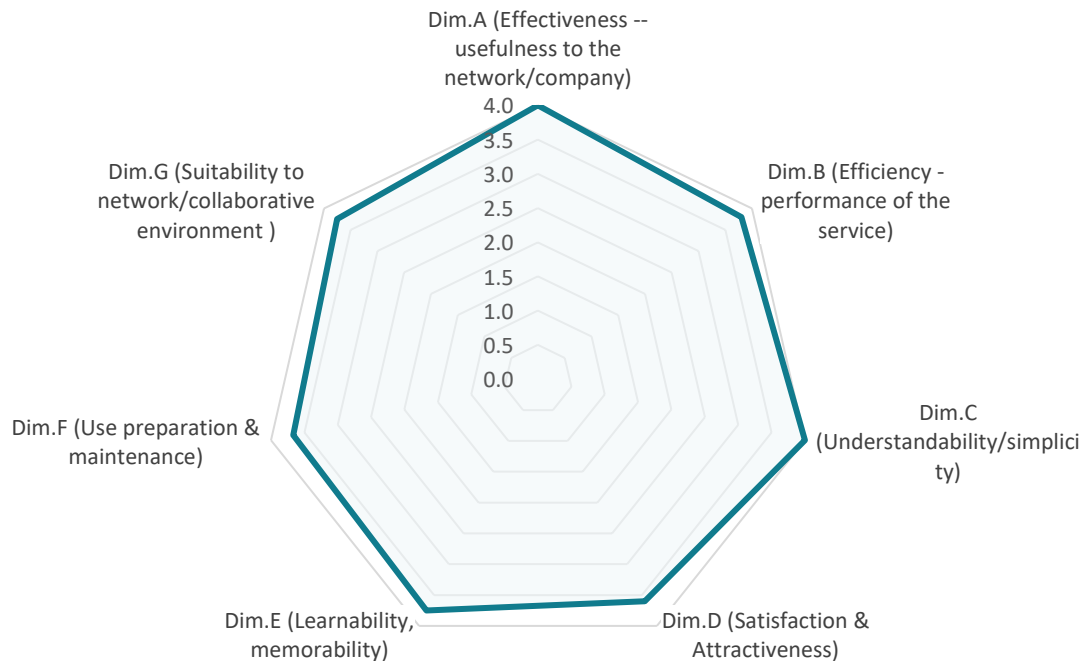 Dim.A (Effectiveness --
usefulness to the
network/company)
4.0
3.5
3.0
2.5
2.0
1.5
1.0
0.5
0.0
Dim.B (Efficiency -
performance of the
service)
Dim.G (Suitability to
network/collaborative
environment )
Dim.C
(Understandability/simplici
ty)
Dim.F (Use preparation &
maintenance)
Dim.E (Learnability,
memorability)
Dim.D (Satisfaction &
Attractiveness)